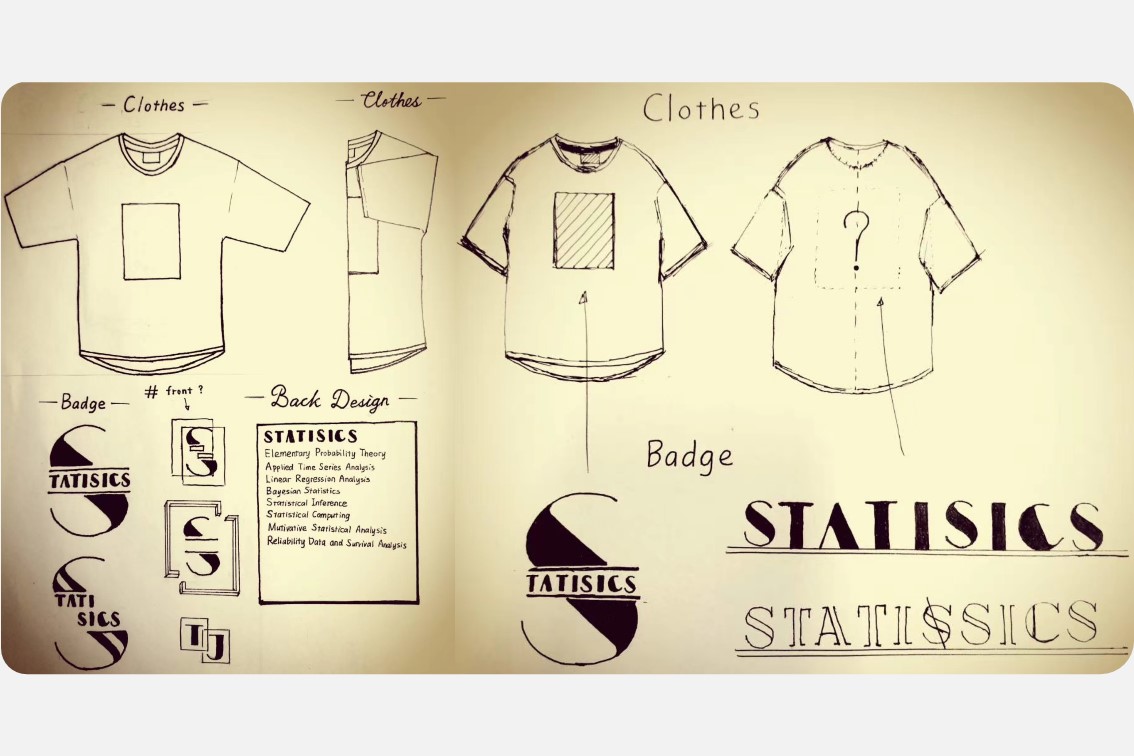 Clothes
Clothes
Clothes
# front ?
Badge
Back Design
S
TATISICS
S
STATISICS
Elementary Probability Theory
Applied Time Series Analysis
Linear Regression Analysis
Bayesian Statistics
Statistical Inference
Statistical Computing
Mutivative Statistical Analysis
Reliability Data and Survival Analysis
S
S
TATI
SICS
T J
?
Badge
S
TATISICS
STATISICS
STATISSICS